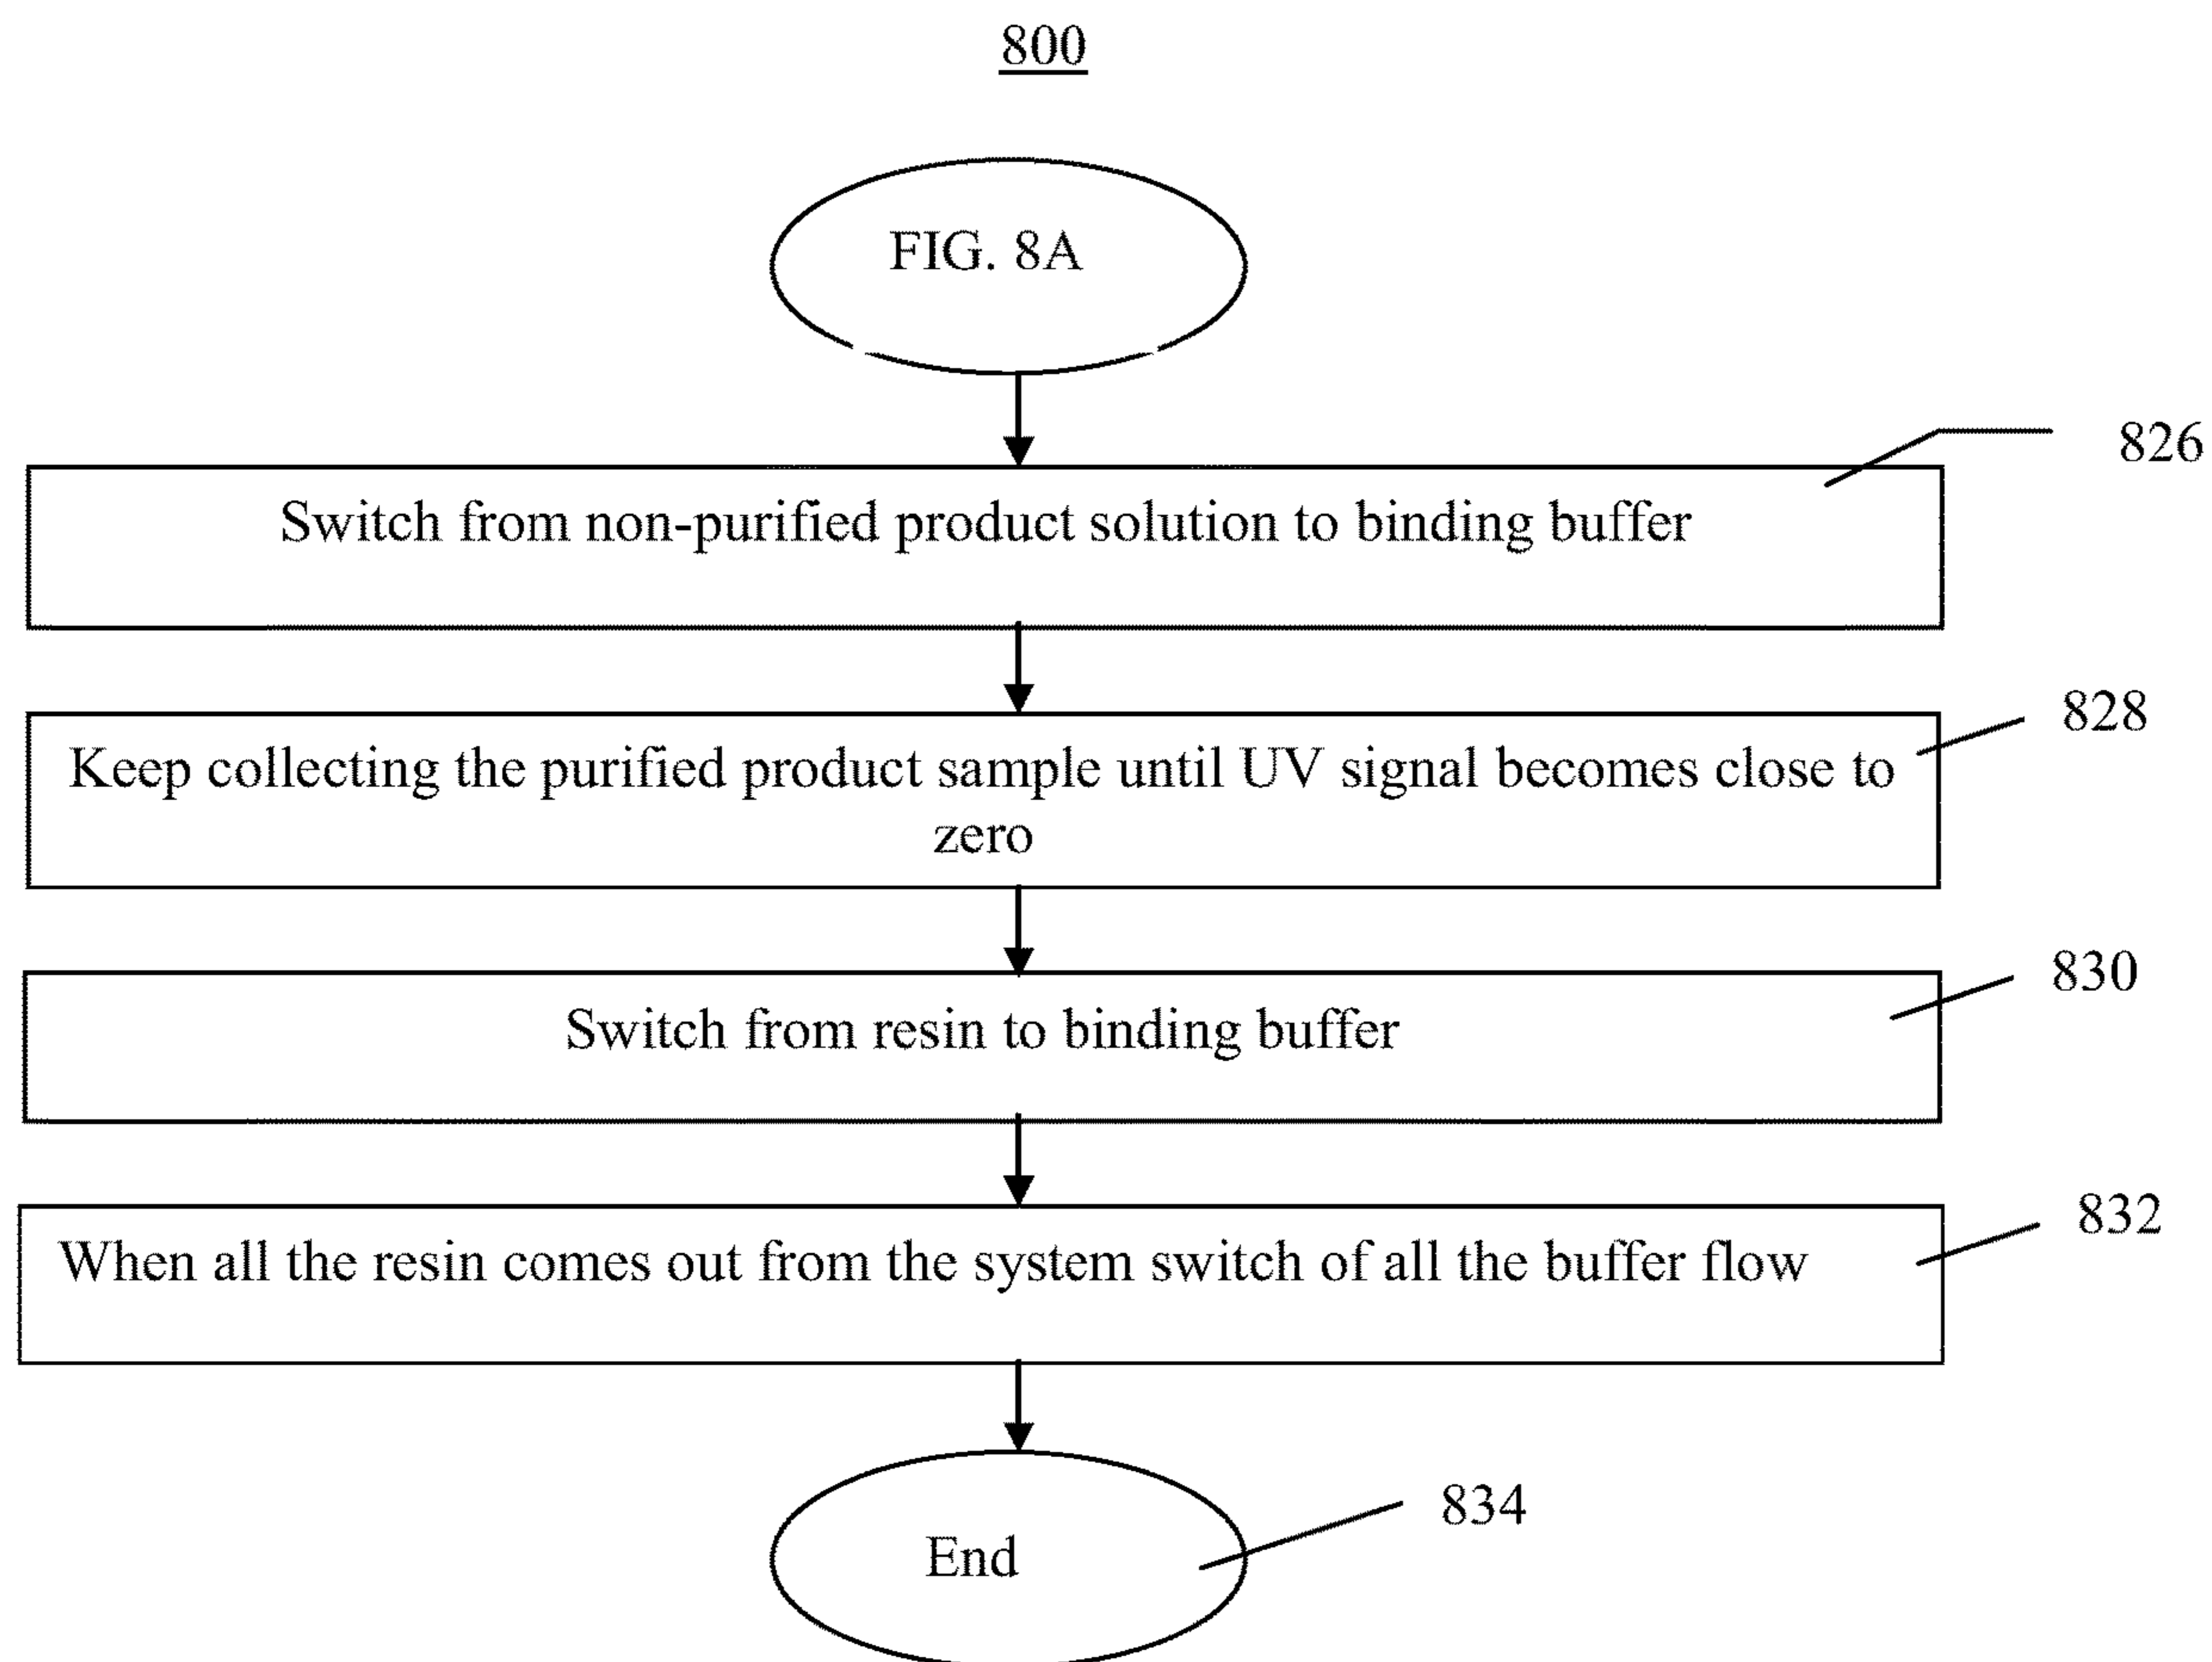 800
FIG. 8A
826
Switch from non-purified product solution to binding buffer
828
Keep collecting the purified product sample until UV signal becomes close to
zero
830
Switch from resin to binding buffer
832
When all the resin comes out from the system switch of all the buffer flow
834
End